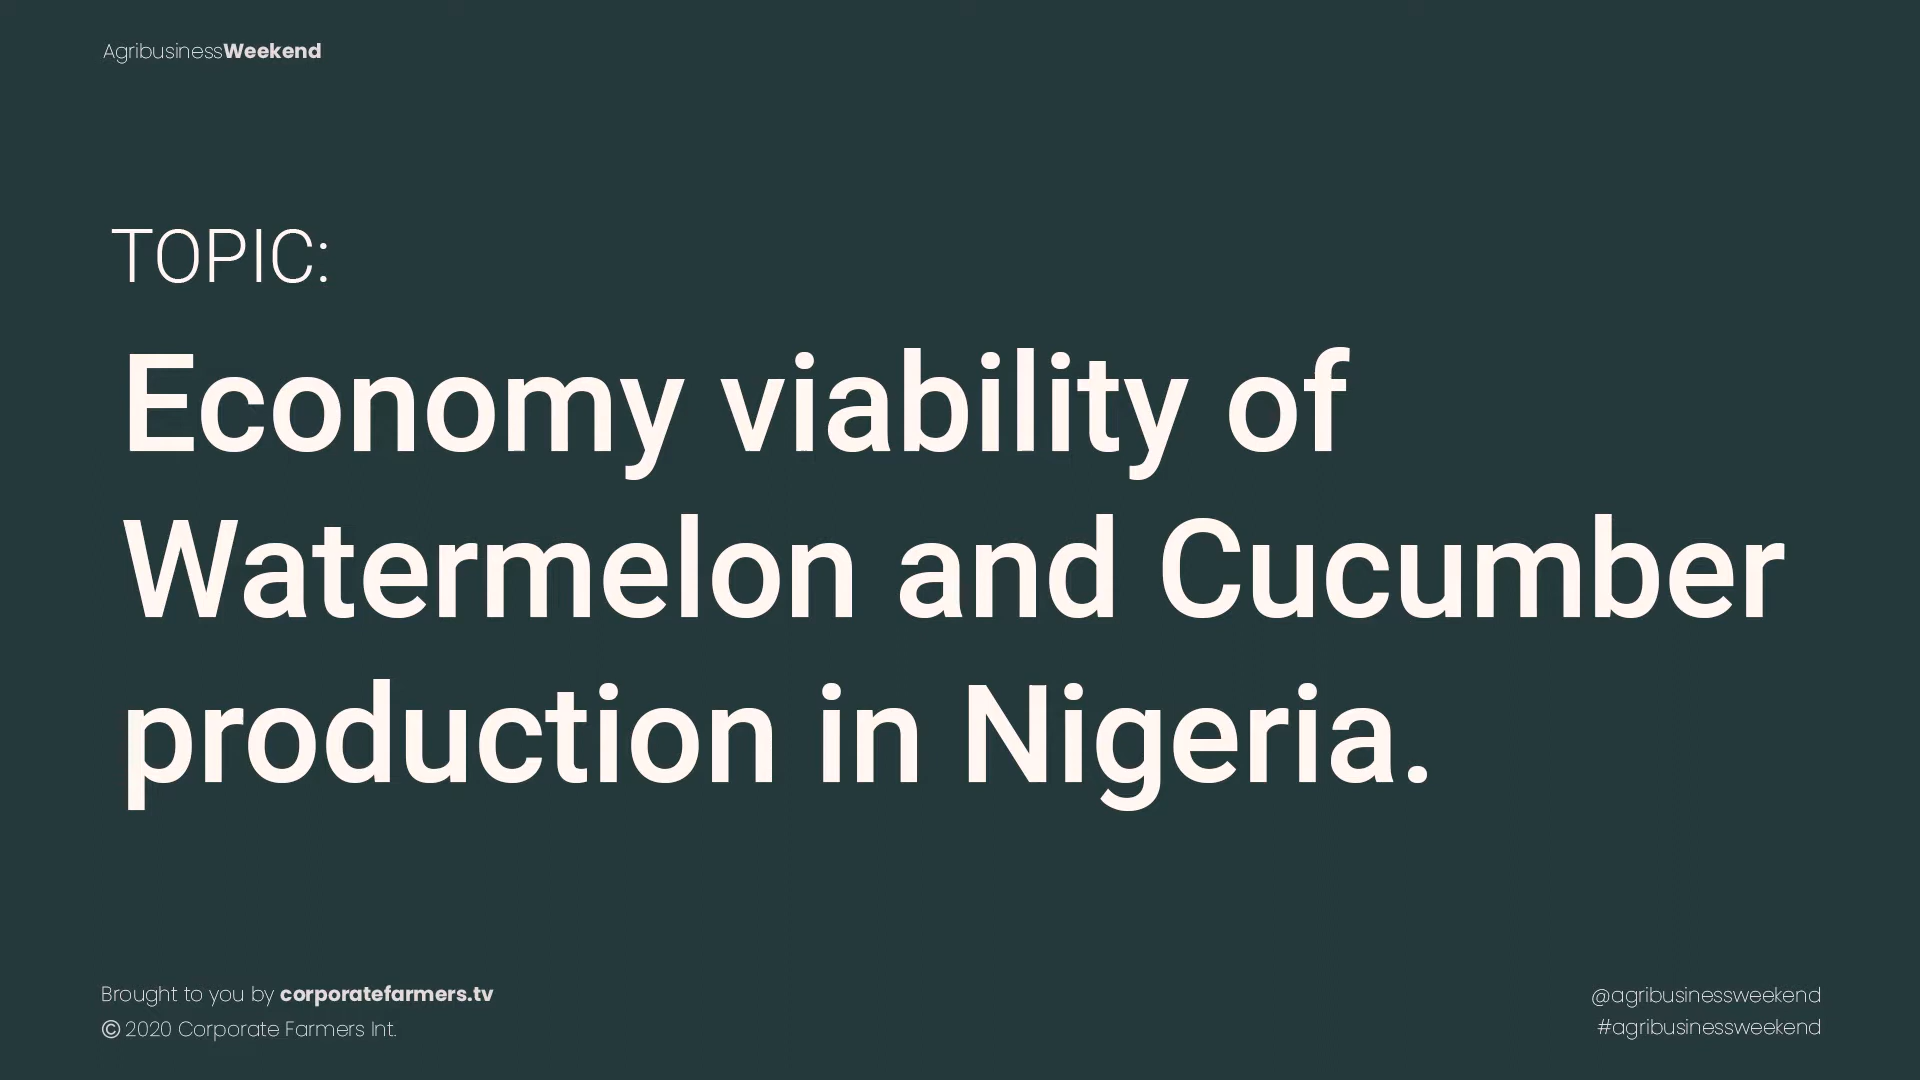 AgribusinessWeekend
TOPIC:
Economy viability of
Watermelon and Cucumber
production in Nigeria.
Brought to you by corporatefarmers.tv
© 2020 Corporate Farmers Int.
@agribusinessweekend
#agribusinessweekend